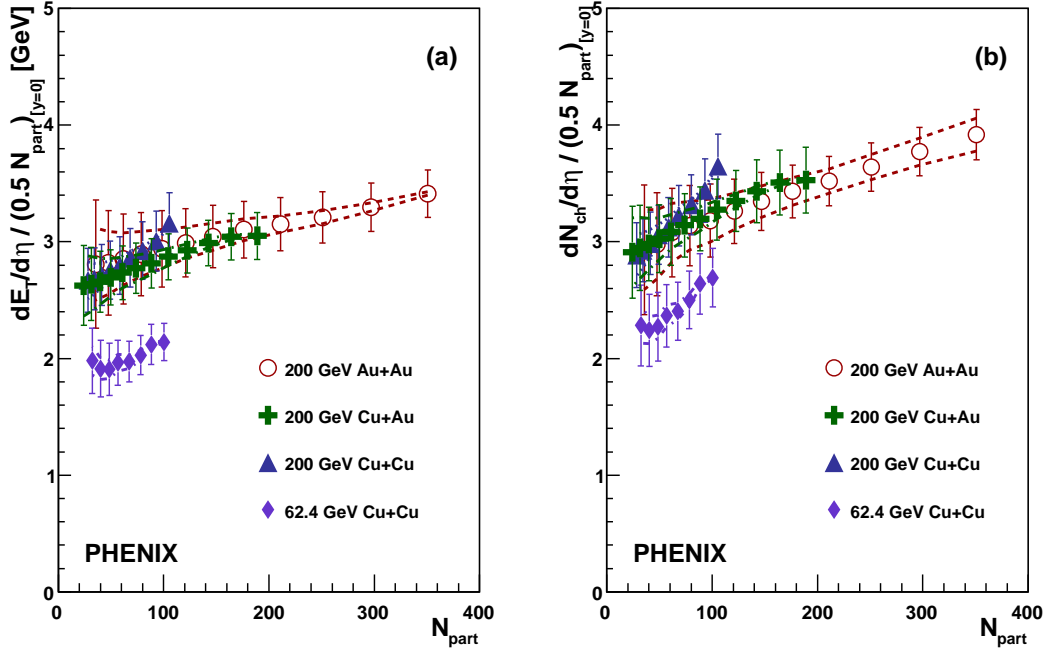 dE_T/dη / (0.5 N_part)_[y=0] [GeV]
5
4
3
2
1
0
(a)
200 GeV Au+Au
200 GeV Cu+Au
200 GeV Cu+Cu
62.4 GeV Cu+Cu
PHENIX
0 100 200 300 400
N_part
dN_ch/dη / (0.5 N_part)_[y=0]
5
4
3
2
1
0
(b)
200 GeV Au+Au
200 GeV Cu+Au
200 GeV Cu+Cu
62.4 GeV Cu+Cu
PHENIX
0 100 200 300 400
N_part